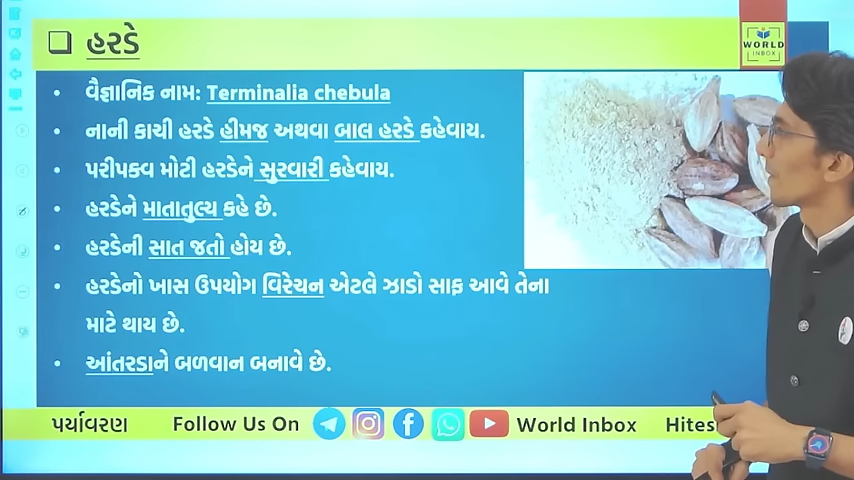 હરડે
WORLD
INBOX
વૈજ્ઞાનિક નામ: Terminalia chebula
નાની કાચી હરડે હીમજ અથવા બાલ હરડે કહેવાય.
પરીપક્વ મોટી હરડેને સુરવારી કહેવાય.
હરડેને માતાતુલ્ય કહે છે.
હરડેની સાત જતો હોય છે.
હરડેનો ખાસ ઉપયોગ વિરેચન એટલે ઝાડો સાફ આવે તેના
માટે થાય છે.
આંતરડાને બળવાન બનાવે છે.
પર્યાવરણ Follow Us On World Inbox Hites